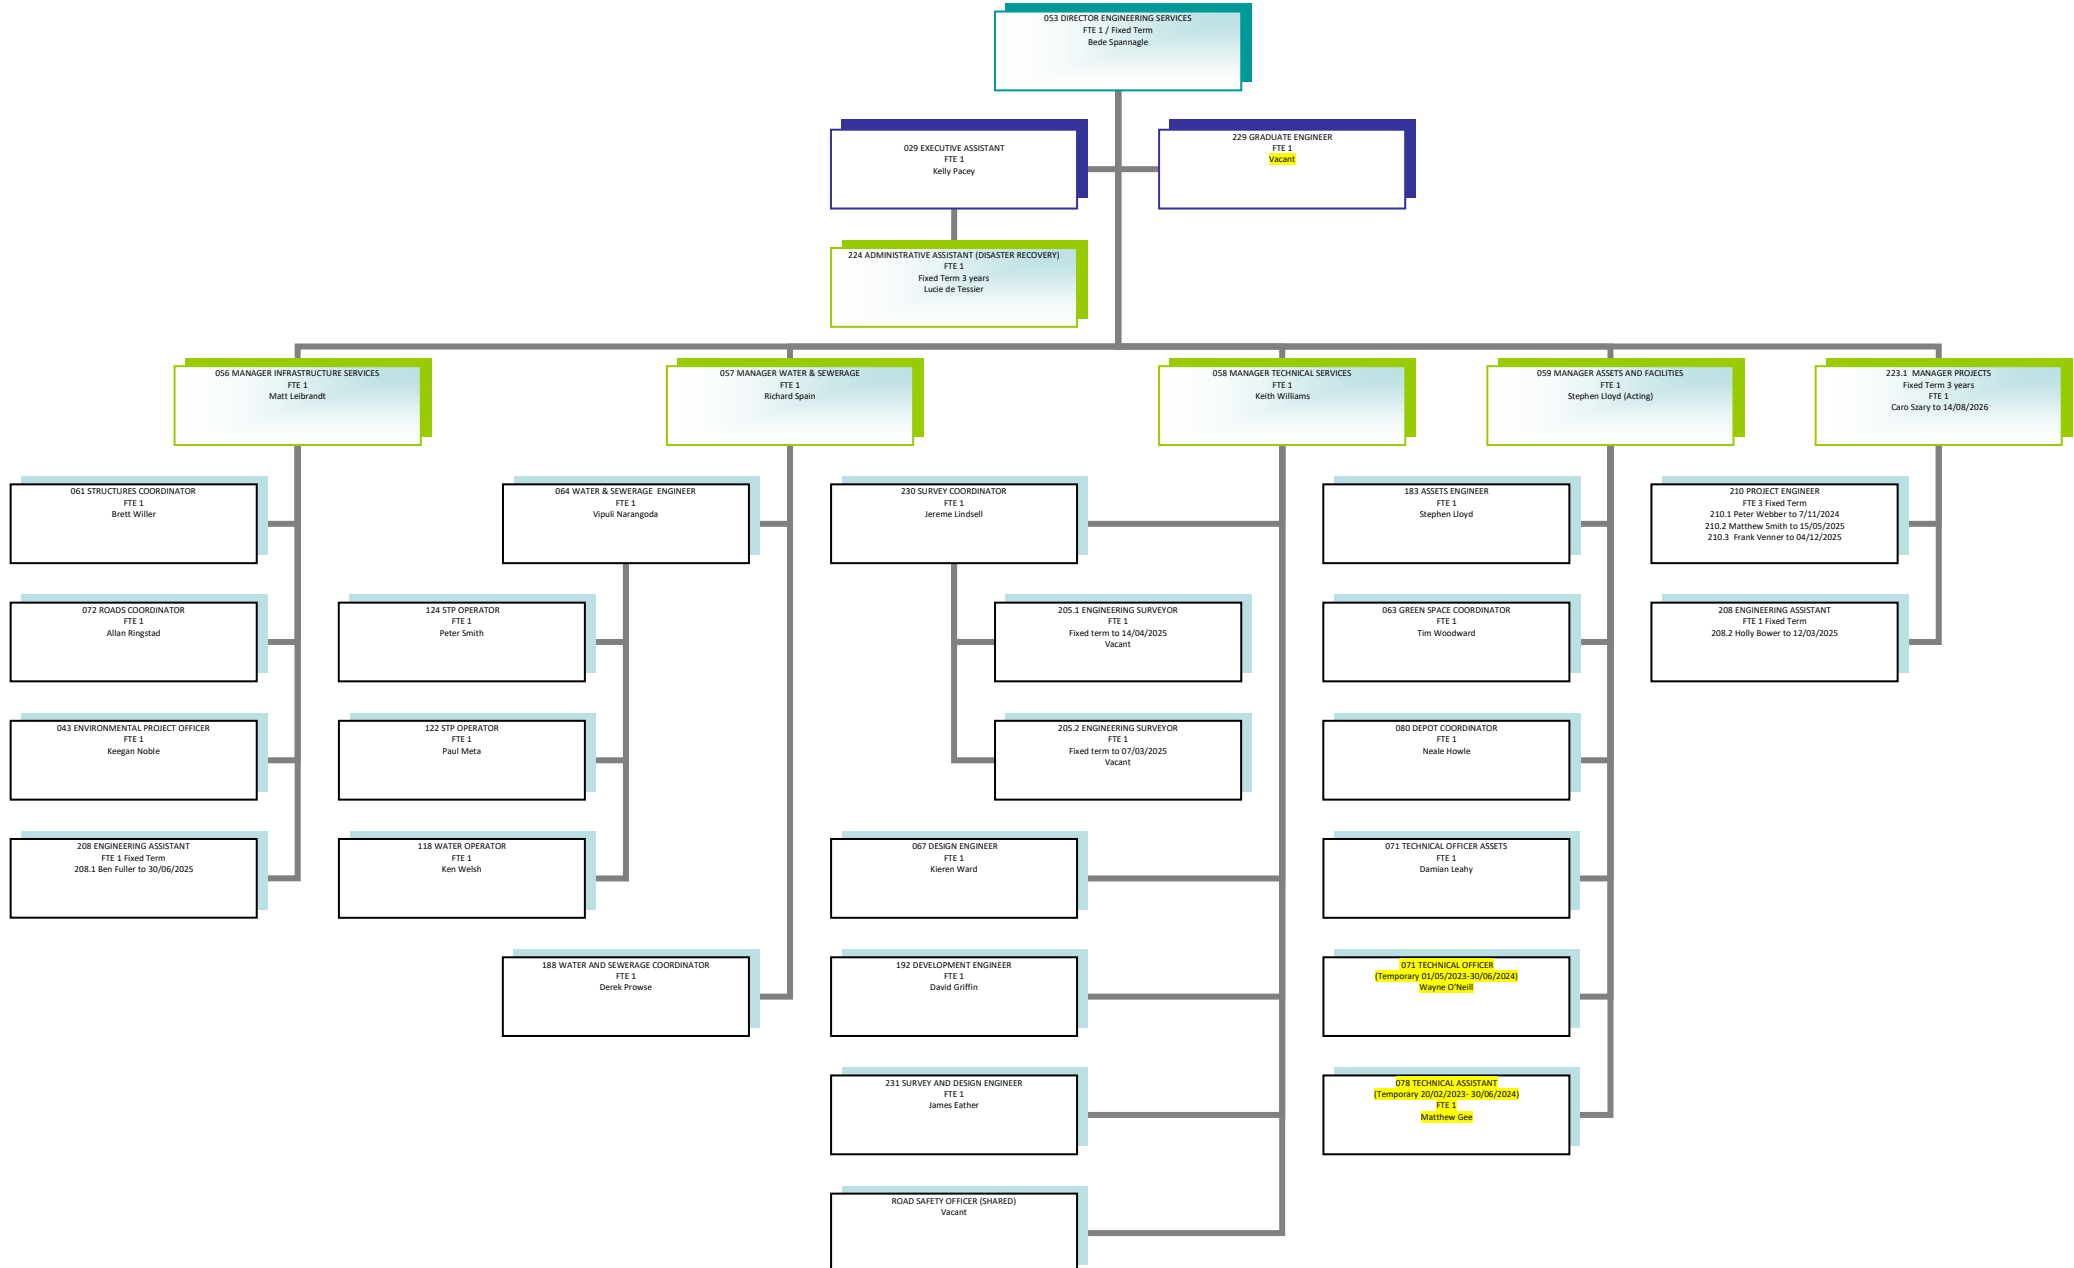 053 DIRECTOR ENGINEERING SERVICES
FTE 1 / Fixed Term
Bede Spannagle
029 EXECUTIVE ASSISTANT
FTE 1
Kelly Pacey
229 GRADUATE ENGINEER
FTE 1
Vacant
224 ADMINISTRATIVE ASSISTANT (DISASTER RECOVERY)
FTE 1
Fixed Term 3 years
Lucie de Tessier
056 MANAGER INFRASTRUCTURE SERVICES
FTE 1
Matt Leibrandt
057 MANAGER WATER & SEWERAGE
FTE 1
Richard Spain
058 MANAGER TECHNICAL SERVICES
FTE 1
Keith Williams
059 MANAGER ASSETS AND FACILITIES
FTE 1
Stephen Lloyd (Acting)
223.1 MANAGER PROJECTS
Fixed Term 3 years
FTE 1
Caro Szary to 14/08/2026
061 STRUCTURES COORDINATOR
FTE 1
Brett Willer
064 WATER & SEWERAGE ENGINEER
FTE 1
Vipuli Narangoda
230 SURVEY COORDINATOR
FTE 1
Jereme Lindsell
183 ASSETS ENGINEER
FTE 1
Stephen Lloyd
210 PROJECT ENGINEER
FTE 3 Fixed Term
210.1 Peter Webber to 7/11/2024
210.2 Matthew Smith to 15/05/2025
210.3 Frank Venner to 04/12/2025
072 ROADS COORDINATOR
FTE 1
Allan Ringstad
124 STP OPERATOR
FTE 1
Peter Smith
205.1 ENGINEERING SURVEYOR
FTE 1
Fixed term to 14/04/2025
Vacant
063 GREEN SPACE COORDINATOR
FTE 1
Tim Woodward
208 ENGINEERING ASSISTANT
FTE 1 Fixed Term
208.2 Holly Bower to 12/03/2025
043 ENVIRONMENTAL PROJECT OFFICER
FTE 1
Keegan Noble
122 STP OPERATOR
FTE 1
Paul Meta
205.2 ENGINEERING SURVEYOR
FTE 1
Fixed term to 07/03/2025
Vacant
080 DEPOT COORDINATOR
FTE 1
Neale Howle
208 ENGINEERING ASSISTANT
FTE 1 Fixed Term
208.1 Ben Fuller to 30/06/2025
118 WATER OPERATOR
FTE 1
Ken Welsh
067 DESIGN ENGINEER
FTE 1
Kieren Ward
071 TECHNICAL OFFICER ASSETS
FTE 1
Damian Leahy
188 WATER AND SEWERAGE COORDINATOR
FTE 1
Derek Prowse
192 DEVELOPMENT ENGINEER
FTE 1
David Griffin
071 TECHNICAL OFFICER
(Temporary 01/05/2023-30/06/2024)
Wayne O'Neill
231 SURVEY AND DESIGN ENGINEER
FTE 1
James Eather
078 TECHNICAL ASSISTANT
(Temporary 20/02/2023- 30/06/2024)
FTE 1
Matthew Gee
ROAD SAFETY OFFICER (SHARED)
Vacant